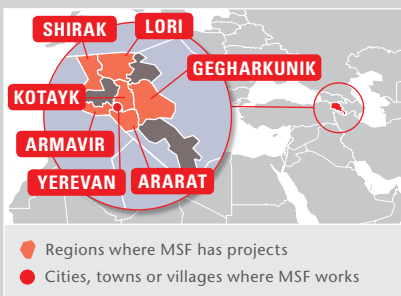 SHIRAK
LORI
GEGHARKUNIK
KOTAYK
ARMAVIR
YEREVAN
ARARAT
Regions where MSF has projects
Cities, towns or villages where MSF works